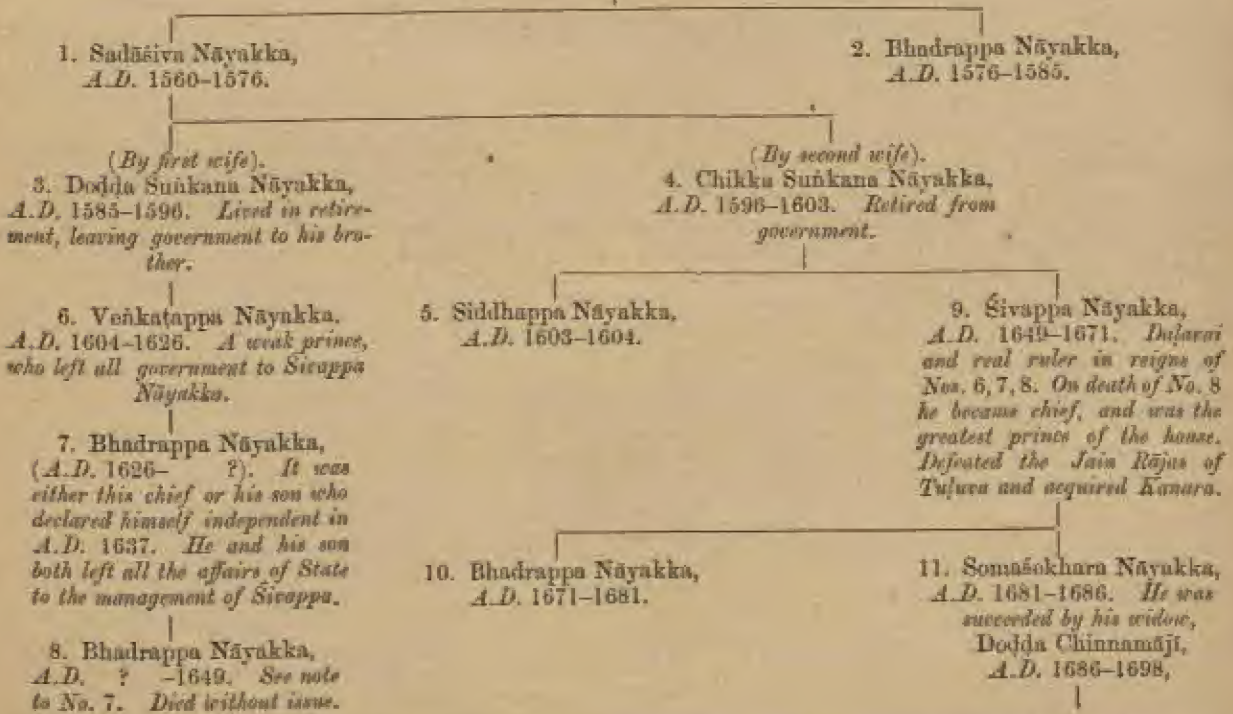 1. Sadāśiva Nāyakka,
A.D. 1560–1576.
2. Bhadrappa Nāyakka,
A.D. 1576–1585.
(By first wife).
3. Doḍḍa Suṅkana Nāyakka,
A.D. 1585–1596. Lived in retire-
ment, leaving government to his bro-
ther.
(By second wife).
4. Chikka Suṅkana Nāyakka,
A.D. 1596–1603. Retired from
government.
6. Veṅkaṭappa Nāyakka.
A.D. 1604–1626. A weak prince,
who left all government to Sivappa
Nāyakka.
5. Siddhappa Nāyakka,
A.D. 1603–1604.
9. Śivappa Nāyakka,
A.D. 1649–1671. Daḷavai
and real ruler in reigns of
Nos. 6, 7, 8. On death of No. 8
he became chief, and was the
greatest prince of the house.
Defeated the Jain Rājas of
Tuḷuva and acquired Kanara.
7. Bhadrappa Nāyakka,
(A.D. 1626– ?). It was
either this chief or his son who
declared himself independent in
A.D. 1637. He and his son
both left all the affairs of State
to the management of Śivappa.
10. Bhadrappa Nāyakka,
A.D. 1671–1681.
11. Somaśekhara Nāyakka,
A.D. 1681–1686. He was
succeeded by his widow,
Doḍḍa Chinnamājī,
A.D. 1686–1698,
8. Bhadrappa Nāyakka,
A.D. ? –1649. See note
to No. 7. Died without issue.